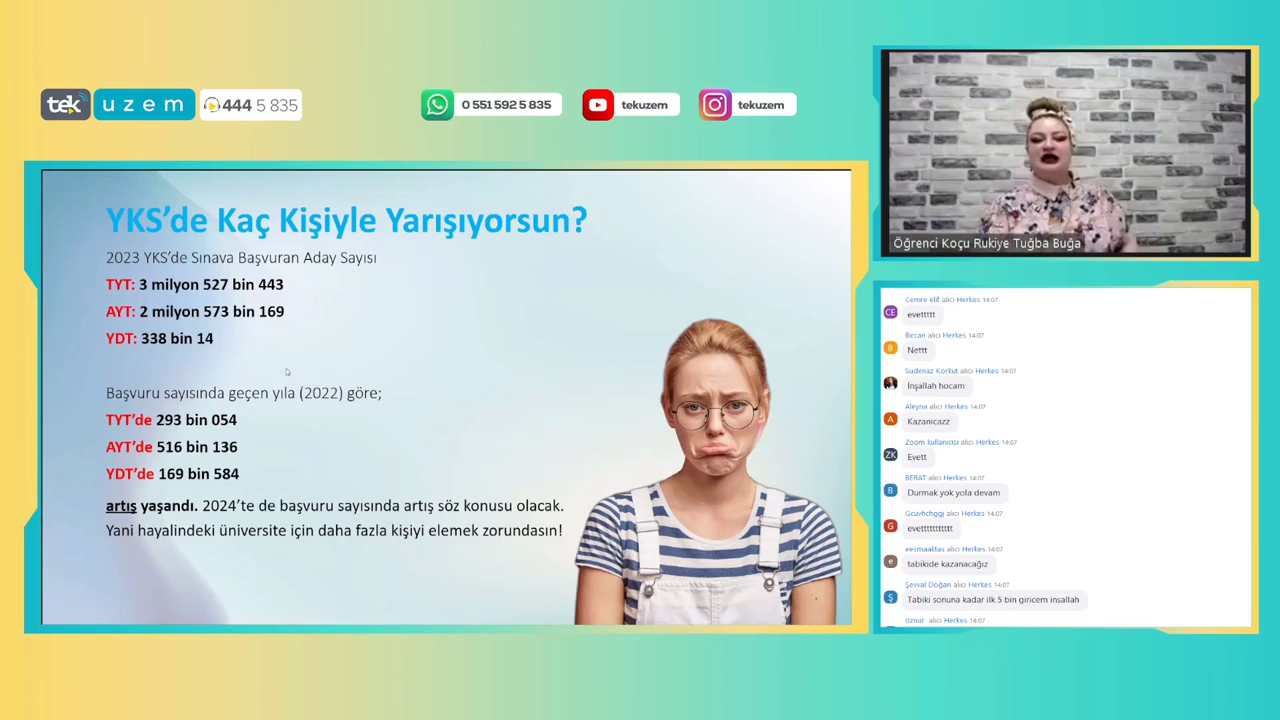 tek uzem 444 5 835
0 551 592 5 835
tekuzem
tekuzem
YKS'de Kaç Kişiyle Yarışıyorsun?
2023 YKS'de Sınava Başvuran Aday Sayısı
TYT: 3 milyon 527 bin 443
AYT: 2 milyon 573 bin 169
YDT: 338 bin 14
Başvuru sayısında geçen yıla (2022) göre;
TYT'de 293 bin 054
AYT'de 516 bin 136
YDT'de 169 bin 584
artış yaşandı. 2024'te de başvuru sayısında artış söz konusu olacak.
Yani hayalindeki üniversite için daha fazla kişiyi elemek zorundasın!
Öğrenci Koçu Rukiye Tuğba Buğa
Cemre elif alıcı Herkes 14:07
CE
evettttt
Bircan alıcı Herkes 14:07
B
Nettt
Sudenaz Korkut alıcı Herkes 14:07
İnşallah hocam
Aleyna alıcı Herkes 14:07
A
Kazanıcazz
Zoom kullanıcısı alıcı Herkes 14:07
ZK
Evett
BERAT alıcı Herkes 14:07
B
Durmak yok yola devam
Gcuvhchggj alıcı Herkes 14:07
G
evetttttttttt
eesmaaktas alıcı Herkes 14:07
e
tabikide kazanacağız
Şevval Doğan alıcı Herkes 14:07
Ş
Tabiki sonuna kadar ilk 5 bin giricem insallah
öznur alıcı Herkes 14:07